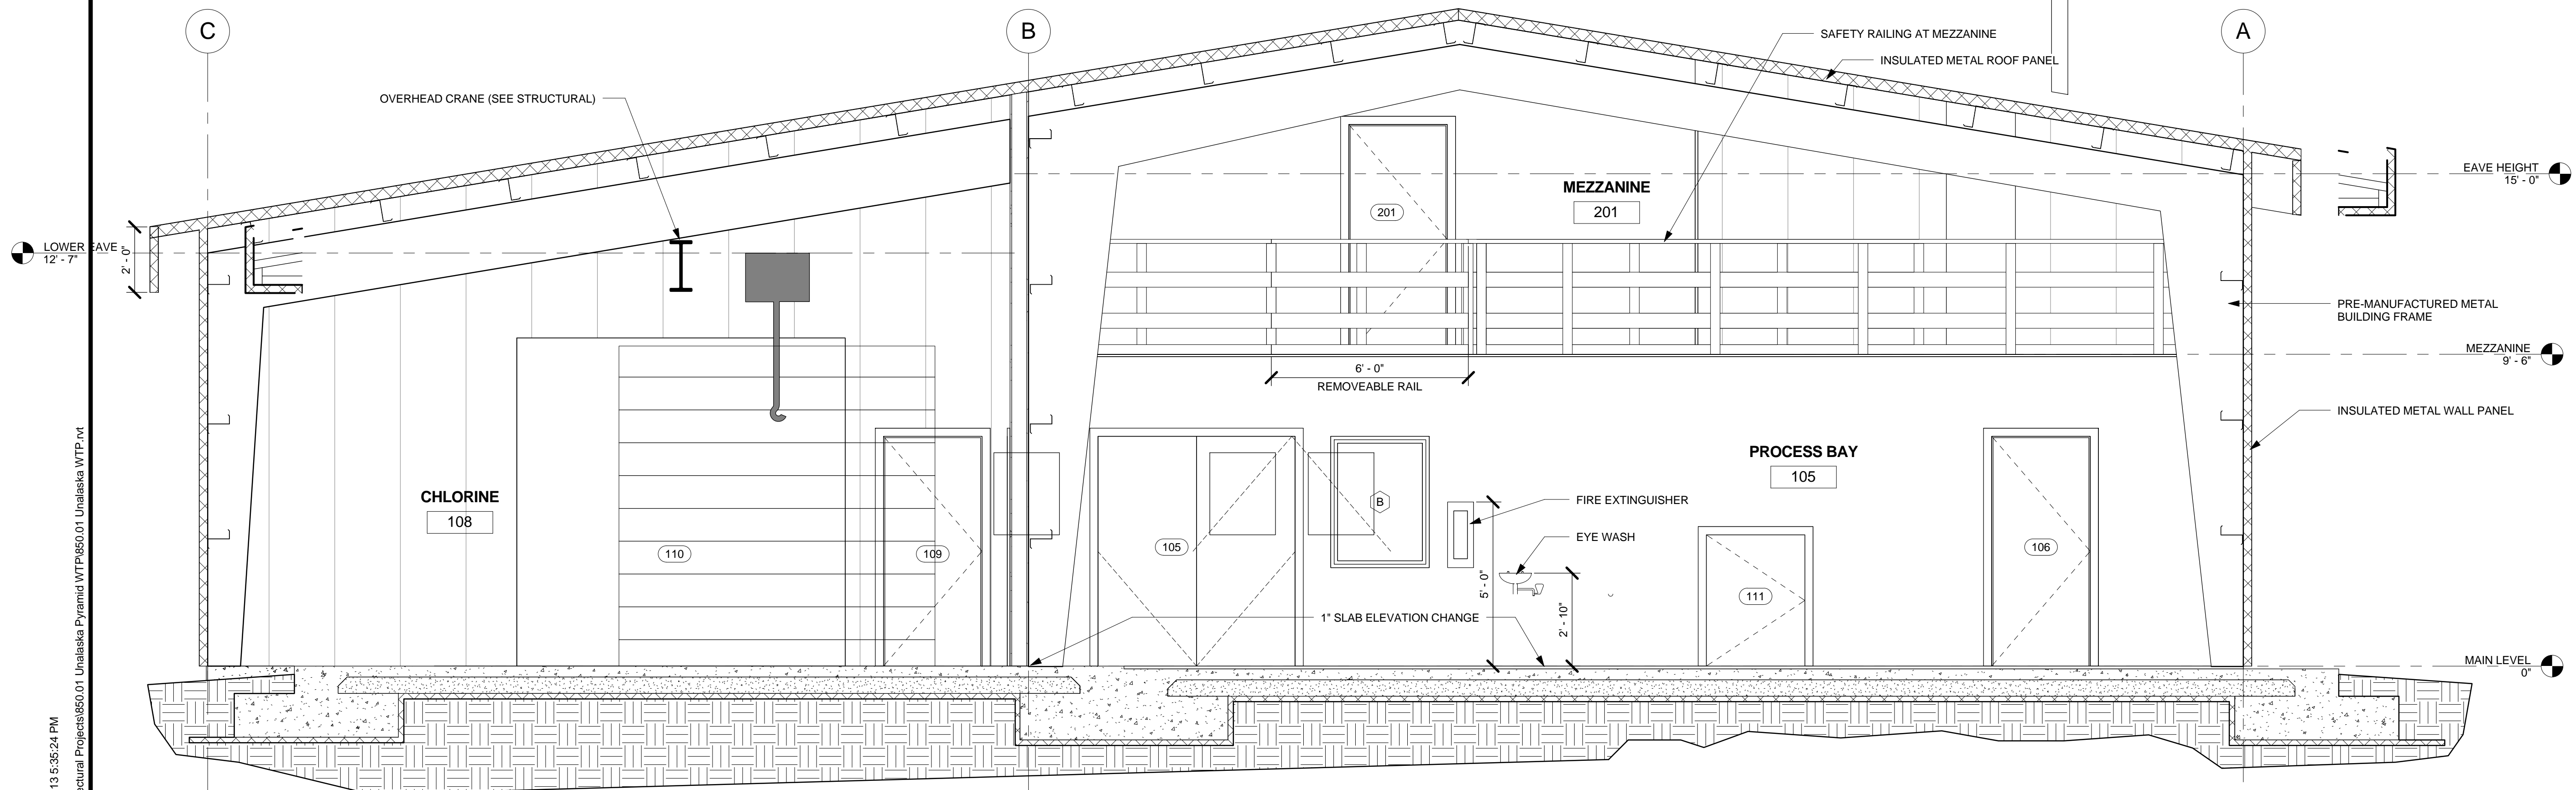 C
B
A
SAFETY RAILING AT MEZZANINE
INSULATED METAL ROOF PANEL
OVERHEAD CRANE (SEE STRUCTURAL)
EAVE HEIGHT
15' - 0"
MEZZANINE
201
201
LOWER EAVE
12' - 7"
2' - 0"
PRE-MANUFACTURED METAL
BUILDING FRAME
MEZZANINE
9' - 6"
6' - 0"
REMOVEABLE RAIL
INSULATED METAL WALL PANEL
PROCESS BAY
105
CHLORINE
108
B
FIRE EXTINGUISHER
EYE WASH
110
109
105
106
111
5' - 0"
2' - 10"
1" SLAB ELEVATION CHANGE
MAIN LEVEL
0"
13 5:35:24 PM
ectural Projects\850.01 Unalaska Pyramid WTP\850.01 Unalaska WTP.rvt